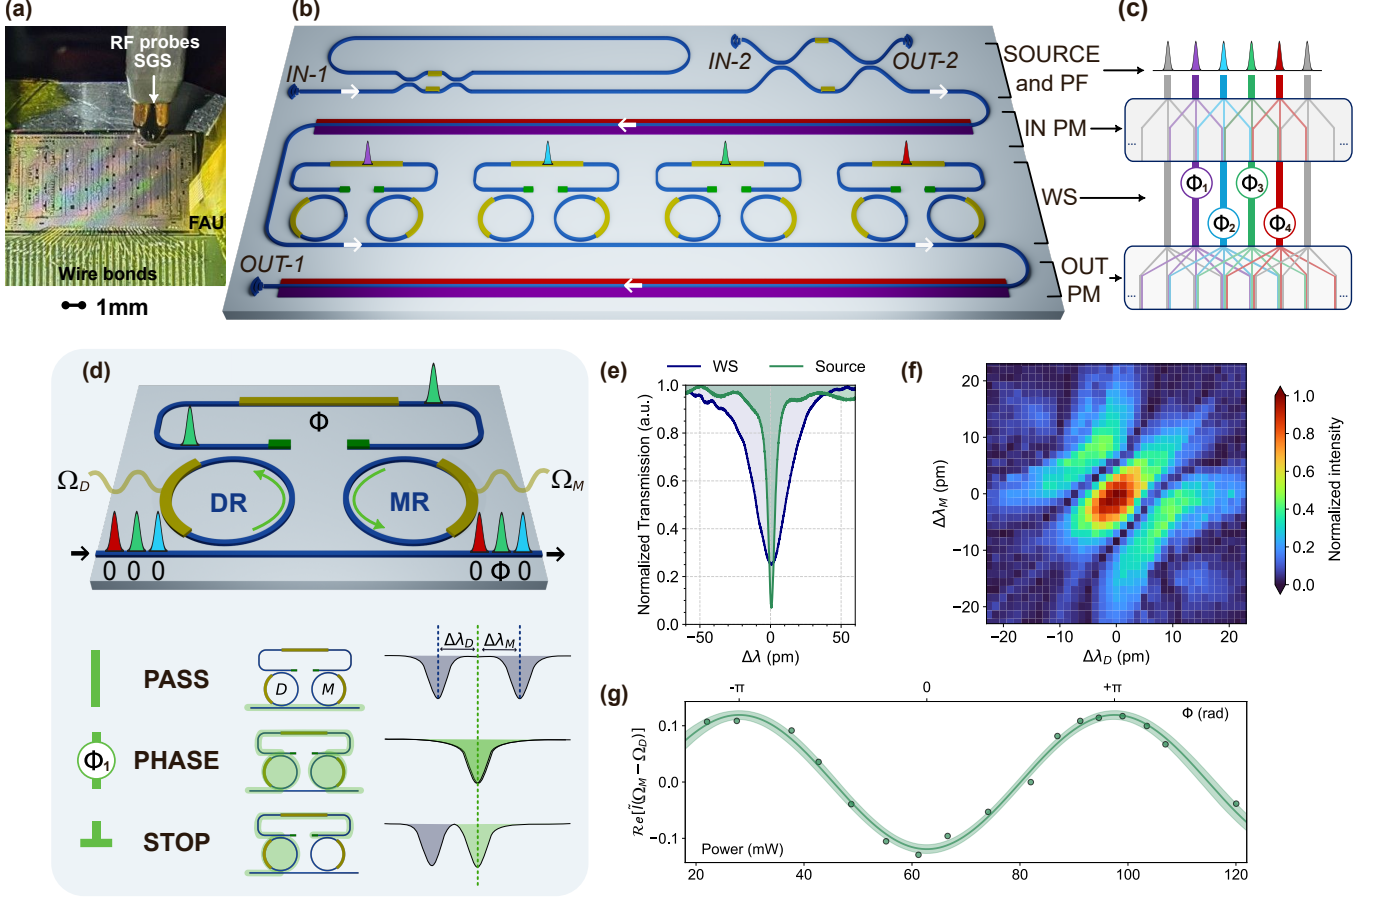 (a)
RF probes
SGS
FAU
Wire bonds
1mm
(b)
IN-1
IN-2
OUT-2
OUT-1
SOURCE
and PF
IN PM
WS
OUT
PM
(c)
...
...
Φ1
Φ3
Φ2
Φ4
...
...
(d)
Φ
ΩD
DR
MR
ΩM
0 0 0
0 Φ 0
PASS
D
M
ΔλD
ΔλM
Φ1
PHASE
STOP
(e)
WS
Source
Normalized Transmission (a.u.)
1.0
0.8
0.6
0.4
0.2
0.0
−50
0
50
Δλ (pm)
(f)
ΔλM (pm)
20
10
0
−10
−20
−20
−10
0
10
20
ΔλD (pm)
1.0
0.8
0.6
0.4
0.2
0.0
Normalized intensity
(g)
-π
0
+π
Φ (rad)
ℛe[Ĩ(ΩM − ΩD)]
0.1
0.0
−0.1
Power (mW)
20
40
60
80
100
120